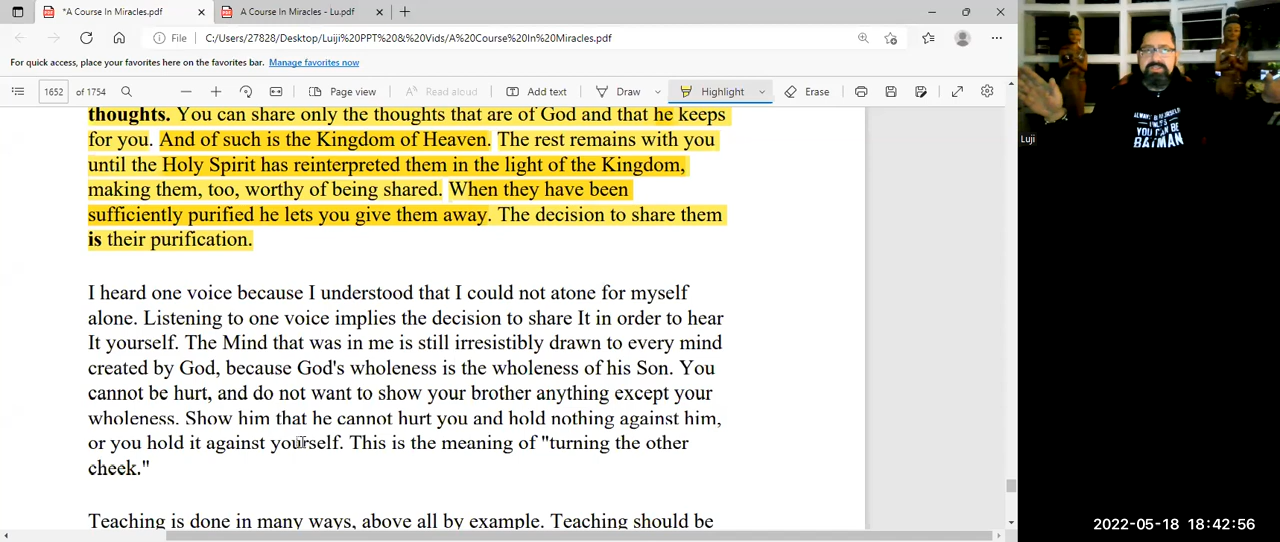 *A Course In Miracles.pdf
A Course In Miracles - Lu.pdf
File
C:/Users/27828/Desktop/Luiji%20PPT%20&%20Vids/A%20Course%20In%20Miracles.pdf
For quick access, place your favorites here on the favorites bar. Manage favorites now
1652 of 1754
Page view
Read aloud
Add text
Draw
Highlight
Erase
thoughts. You can share only the thoughts that are of God and that he keeps
for you. And of such is the Kingdom of Heaven. The rest remains with you
until the Holy Spirit has reinterpreted them in the light of the Kingdom,
making them, too, worthy of being shared. When they have been
sufficiently purified he lets you give them away. The decision to share them
is their purification.
I heard one voice because I understood that I could not atone for myself
alone. Listening to one voice implies the decision to share It in order to hear
It yourself. The Mind that was in me is still irresistibly drawn to every mind
created by God, because God's wholeness is the wholeness of his Son. You
cannot be hurt, and do not want to show your brother anything except your
wholeness. Show him that he cannot hurt you and hold nothing against him,
or you hold it against yourself. This is the meaning of "turning the other
cheek."
Teaching is done in many ways, above all by example. Teaching should be
ALWAYS BE YOURSELF
UNLESS
YOU CAN BE
BATMAN
Luji
2022-05-18 18:42:56